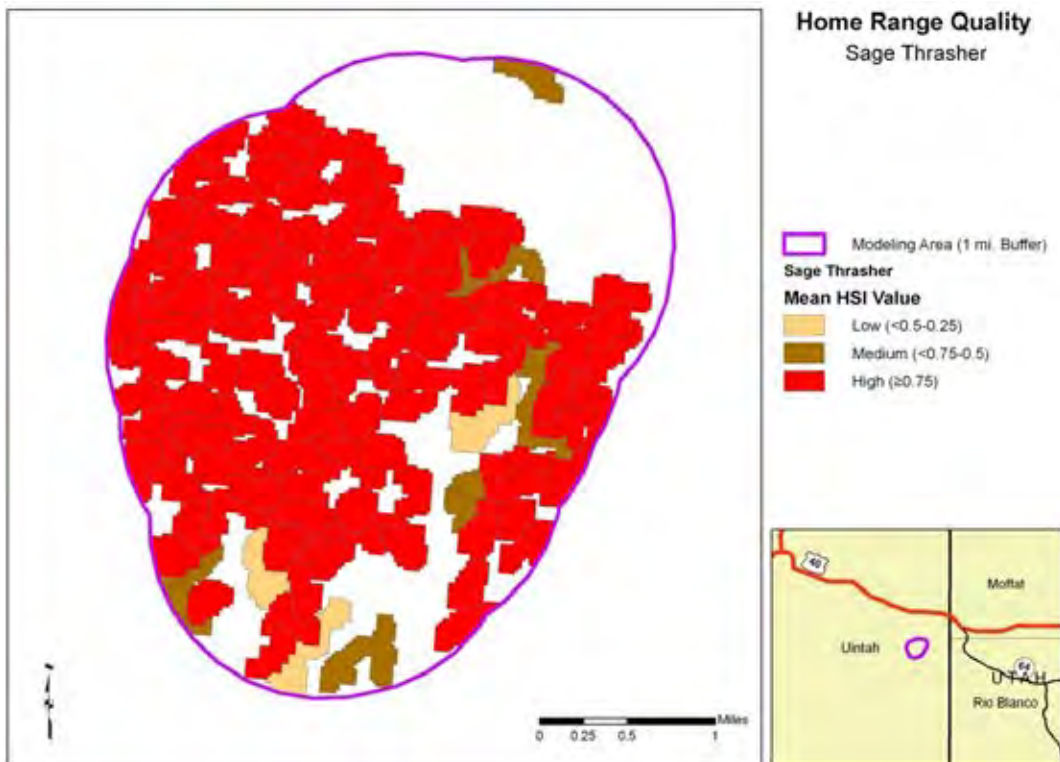 Home Range Quality
Sage Thrasher
Modeling Area (1 mi. Buffer)
Sage Thrasher
Mean HSI Value
Low (<0.5-0.25)
Medium (<0.75-0.5)
High (≥0.75)
Miles
0 0.25 0.5 1
40
Moffat
Uintah
64
UTAH
Rio Blanco